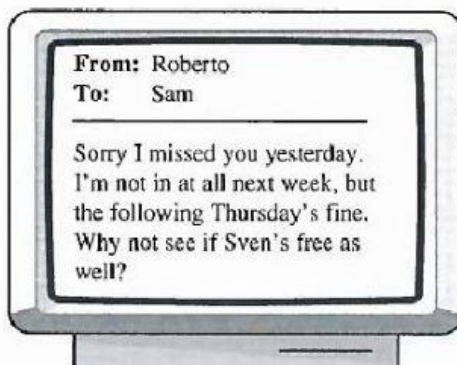 From: Roberto
To: Sam
Sorry I missed you yesterday.
I'm not in at all next week, but
the following Thursday's fine.
Why not see if Sven's free as
well?